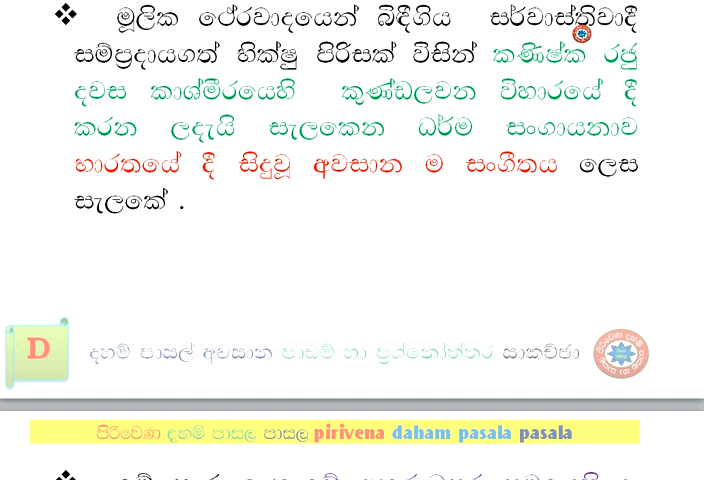 ❖ මූලික ථේරවාදයෙන් බිඳීගිය සර්වාස්තිවාදී
සම්ප්‍රදායගත් හික්ෂු පිරිසක් විසින් කණිෂ්ක රජු
දවස කාශ්මීරයෙහි කුණ්ඩලවන විහාරයේ දී
කරන ලදැයි සැලකෙන ධර්ම සංගායනාව
භාරතයේ දී සිදුවූ අවසාන ම සංගීතය ලෙස
සැලකේ .
D දහම් පාසල් අවසාන පාඩම් හා ප්‍රශ්නෝත්තර සාකච්ඡා
පිරිවෙණ දහම් පාසල පාසල pirivena daham pasala pasala